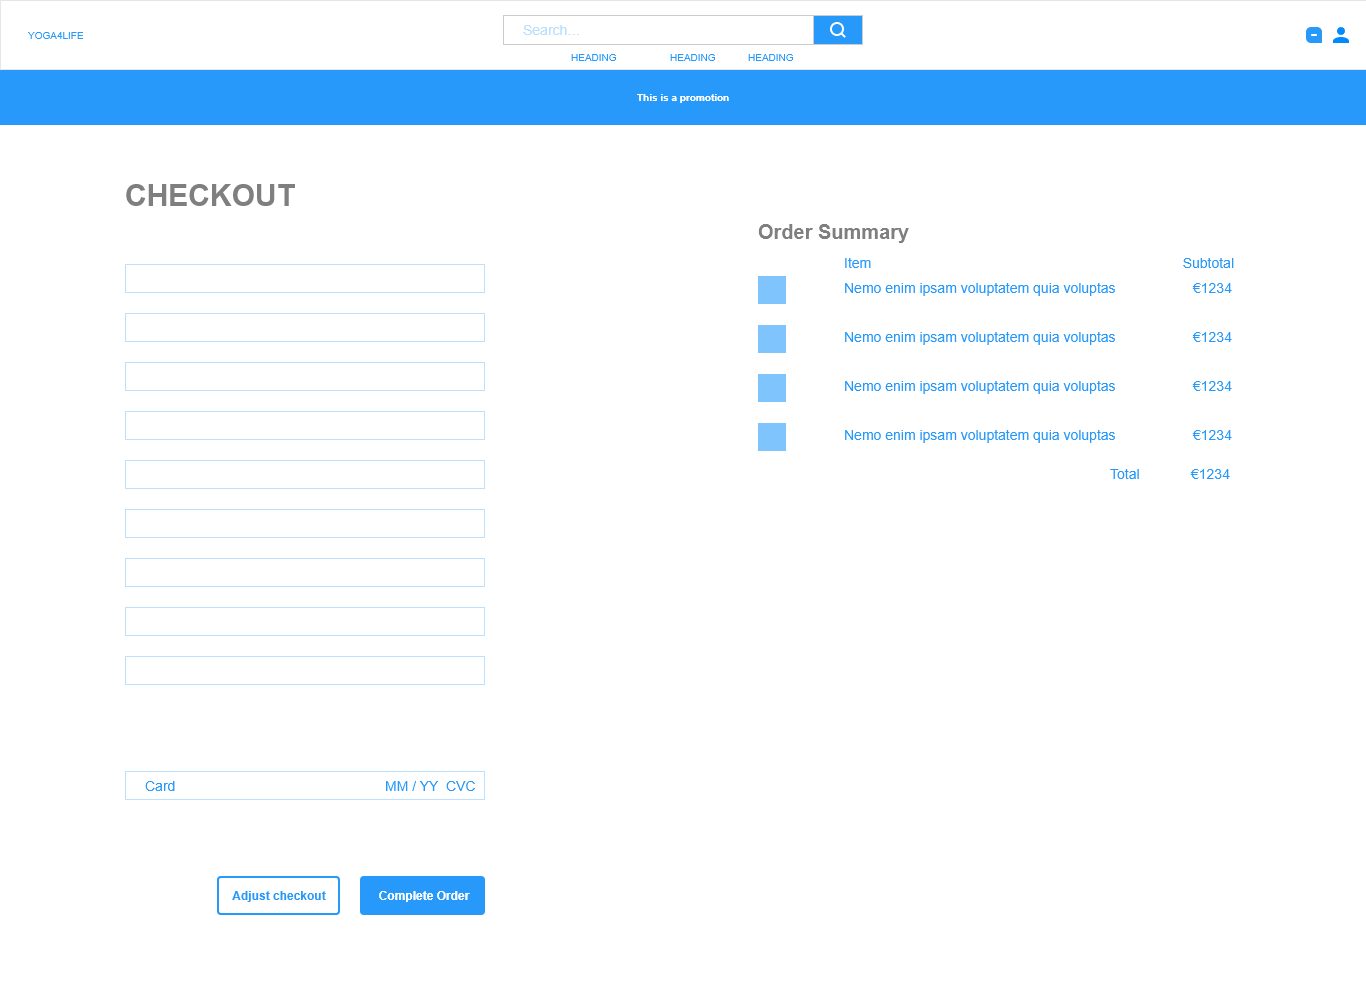 YOGA4LIFE
Search...
HEADING HEADING HEADING
This is a promotion
CHECKOUT
Order Summary
Item Subtotal
Nemo enim ipsam voluptatem quia voluptas €1234
Nemo enim ipsam voluptatem quia voluptas €1234
Nemo enim ipsam voluptatem quia voluptas €1234
Nemo enim ipsam voluptatem quia voluptas €1234
Total €1234
Card MM / YY CVC
Adjust checkout Complete Order